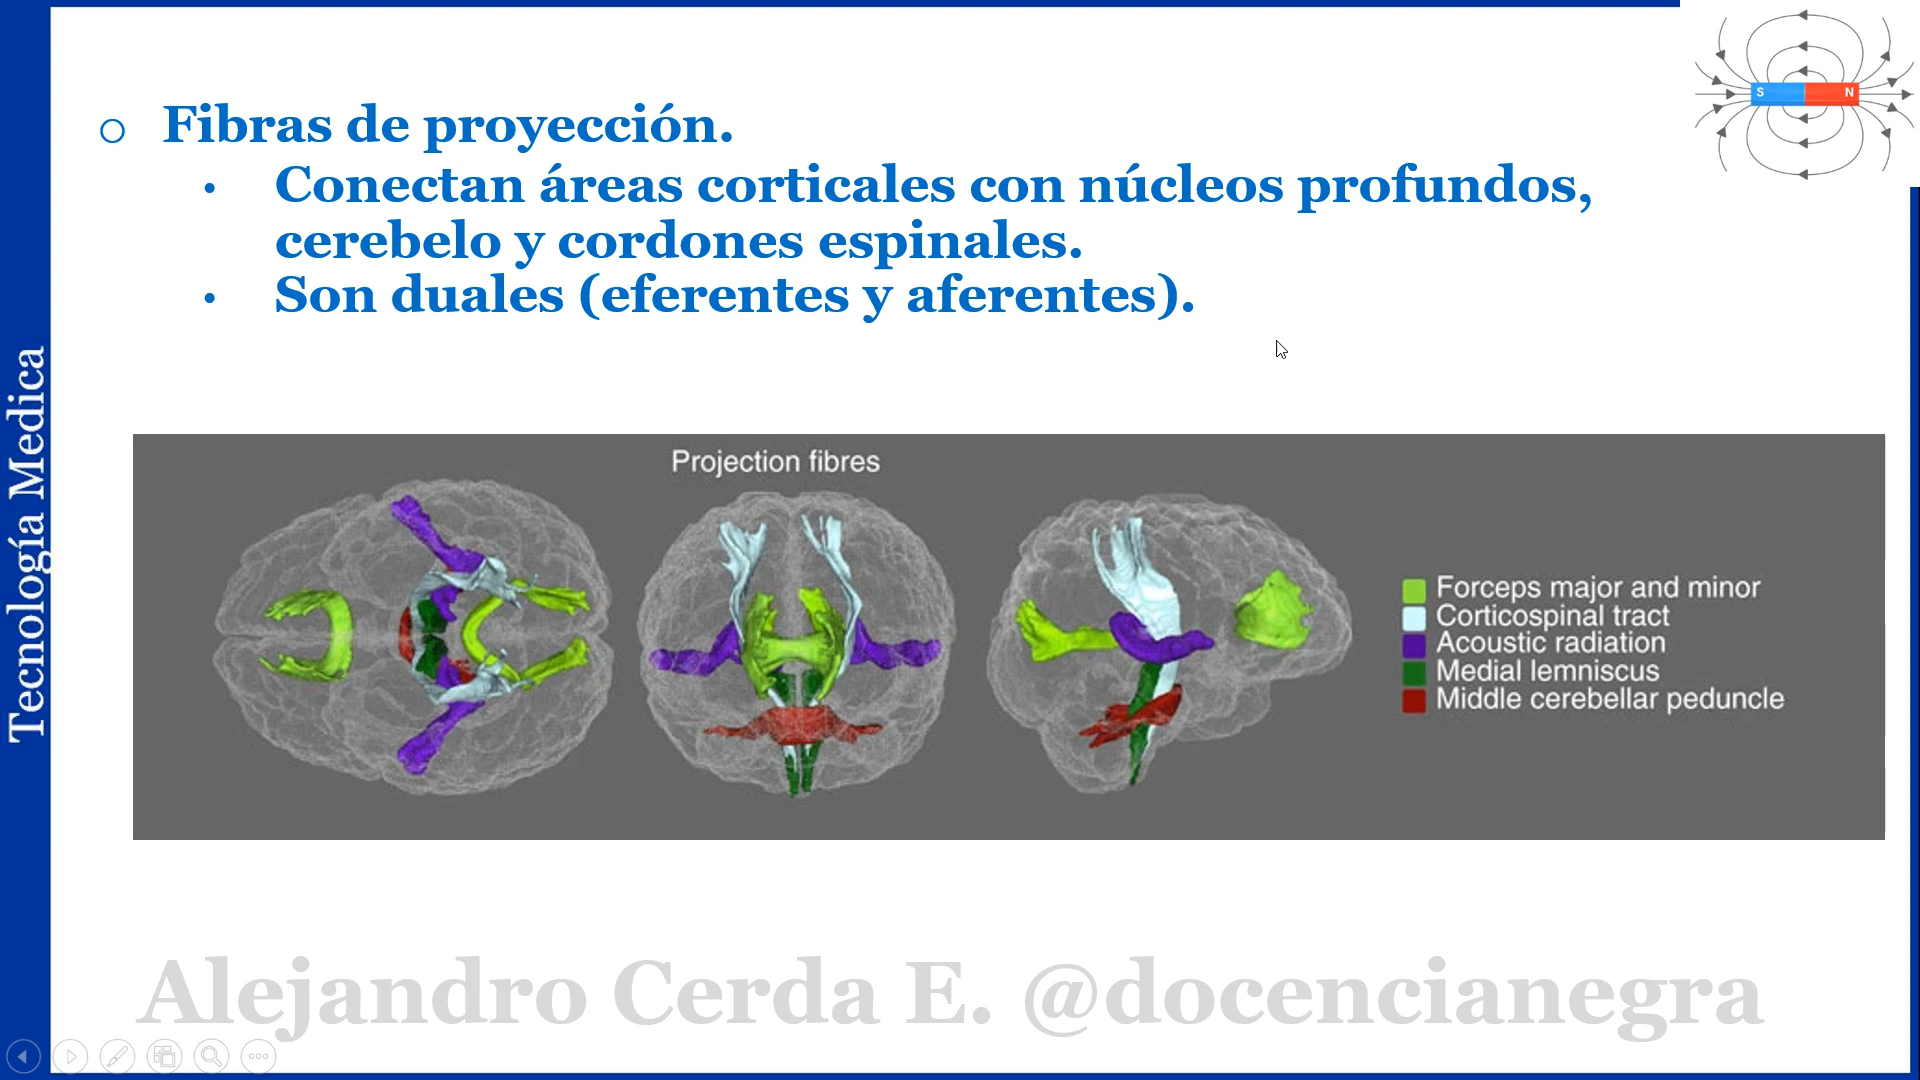 S N
Fibras de proyección.
Conectan áreas corticales con núcleos profundos,
cerebelo y cordones espinales.
Son duales (eferentes y aferentes).
Tecnología Medica
Projection fibres
Forceps major and minor
Corticospinal tract
Acoustic radiation
Medial lemniscus
Middle cerebellar peduncle
Alejandro Cerda E. @docencianegra